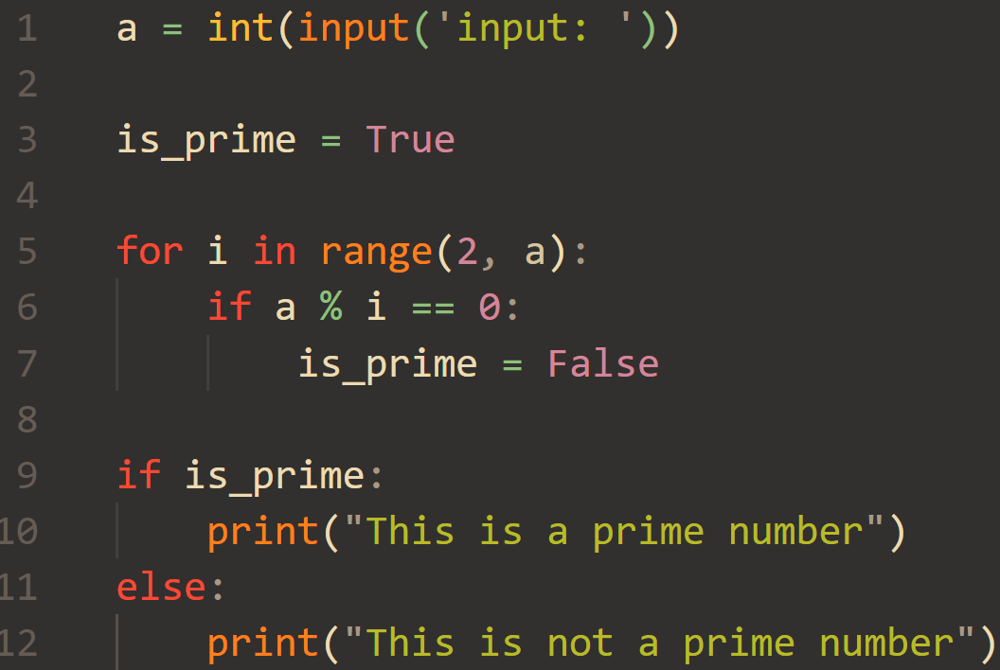 1 a = int(input('input: '))
2
3 is_prime = True
4
5 for i in range(2, a):
6     if a % i == 0:
7         is_prime = False
8
9 if is_prime:
10     print("This is a prime number")
11 else:
12     print("This is not a prime number")